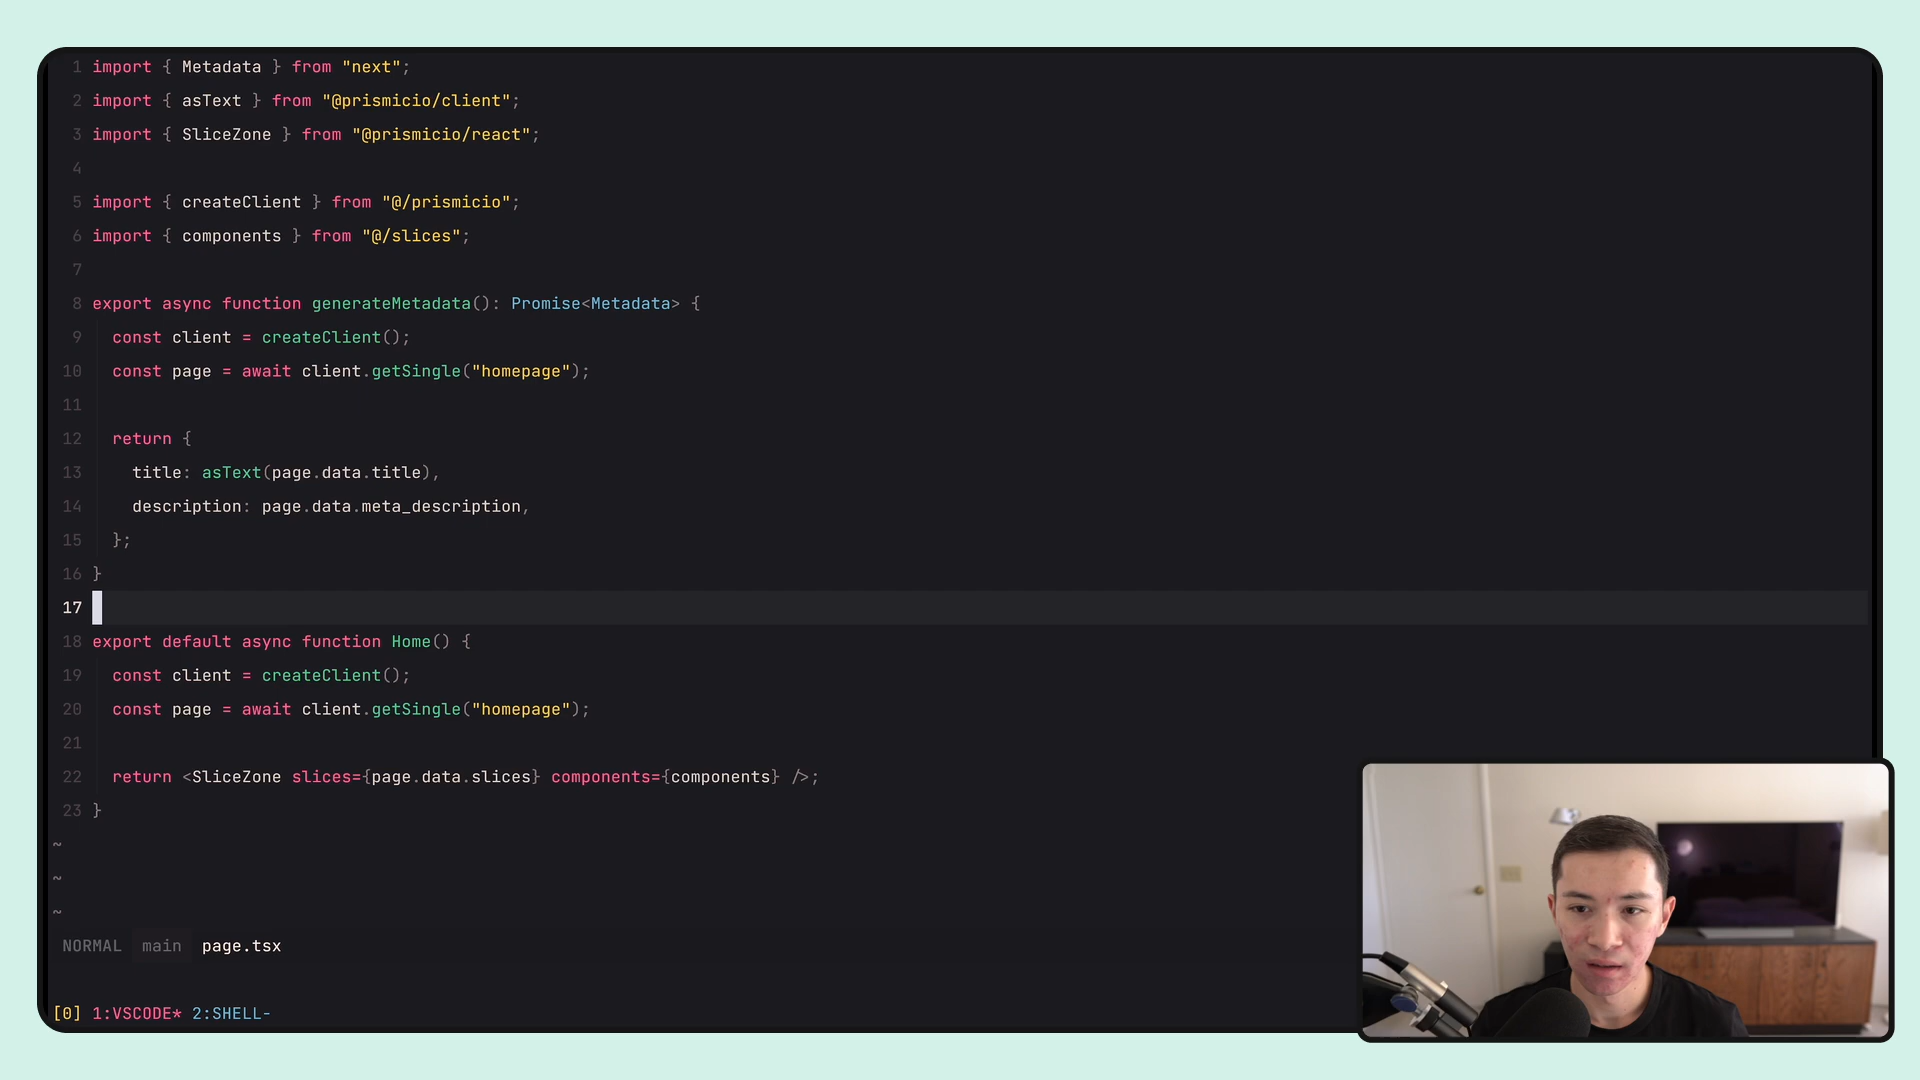 1 import { Metadata } from "next";
2 import { asText } from "@prismicio/client";
3 import { SliceZone } from "@prismicio/react";
4
5 import { createClient } from "@/prismicio";
6 import { components } from "@/slices";
7
8 export async function generateMetadata(): Promise<Metadata> {
9   const client = createClient();
10   const page = await client.getSingle("homepage");
11
12   return {
13     title: asText(page.data.title),
14     description: page.data.meta_description,
15   };
16 }
17
18 export default async function Home() {
19   const client = createClient();
20   const page = await client.getSingle("homepage");
21
22   return <SliceZone slices={page.data.slices} components={components} />;
23 }
~
~
~
NORMAL main page.tsx
[0] 1:VSCODE* 2:SHELL-